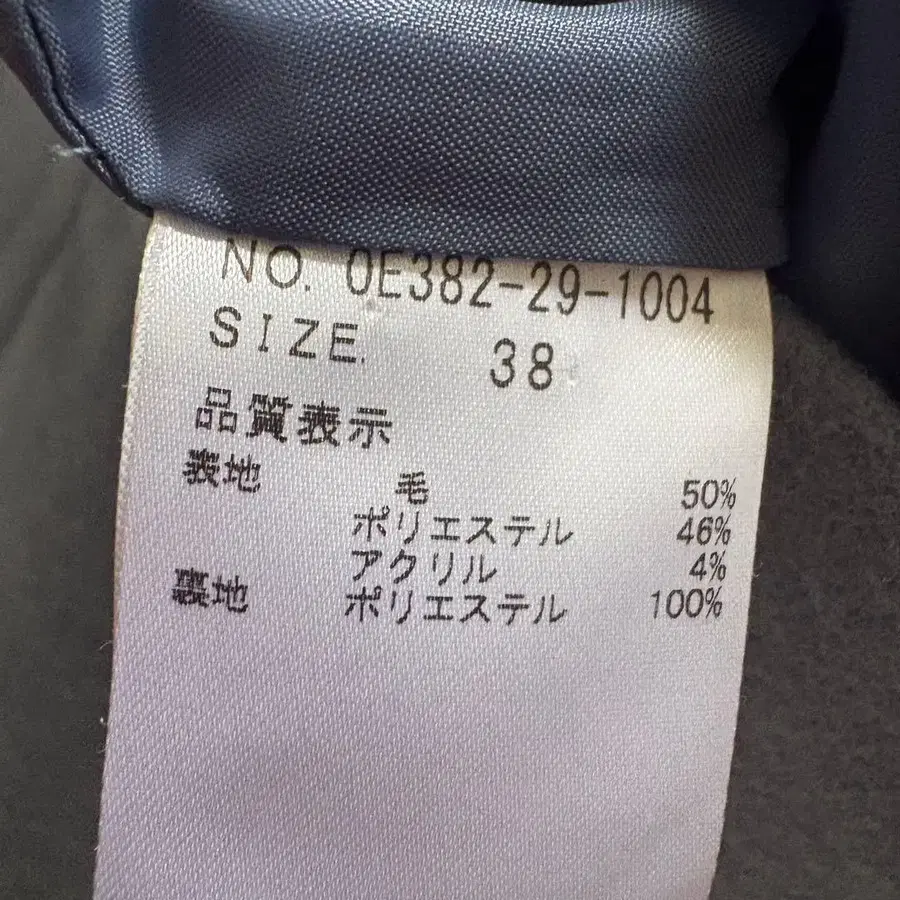 NO. 0E382-29-1004
SIZE. 38
品質表示
表地 毛 50%
ポリエステル 46%
アクリル 4%
裏地 ポリエステル 100%